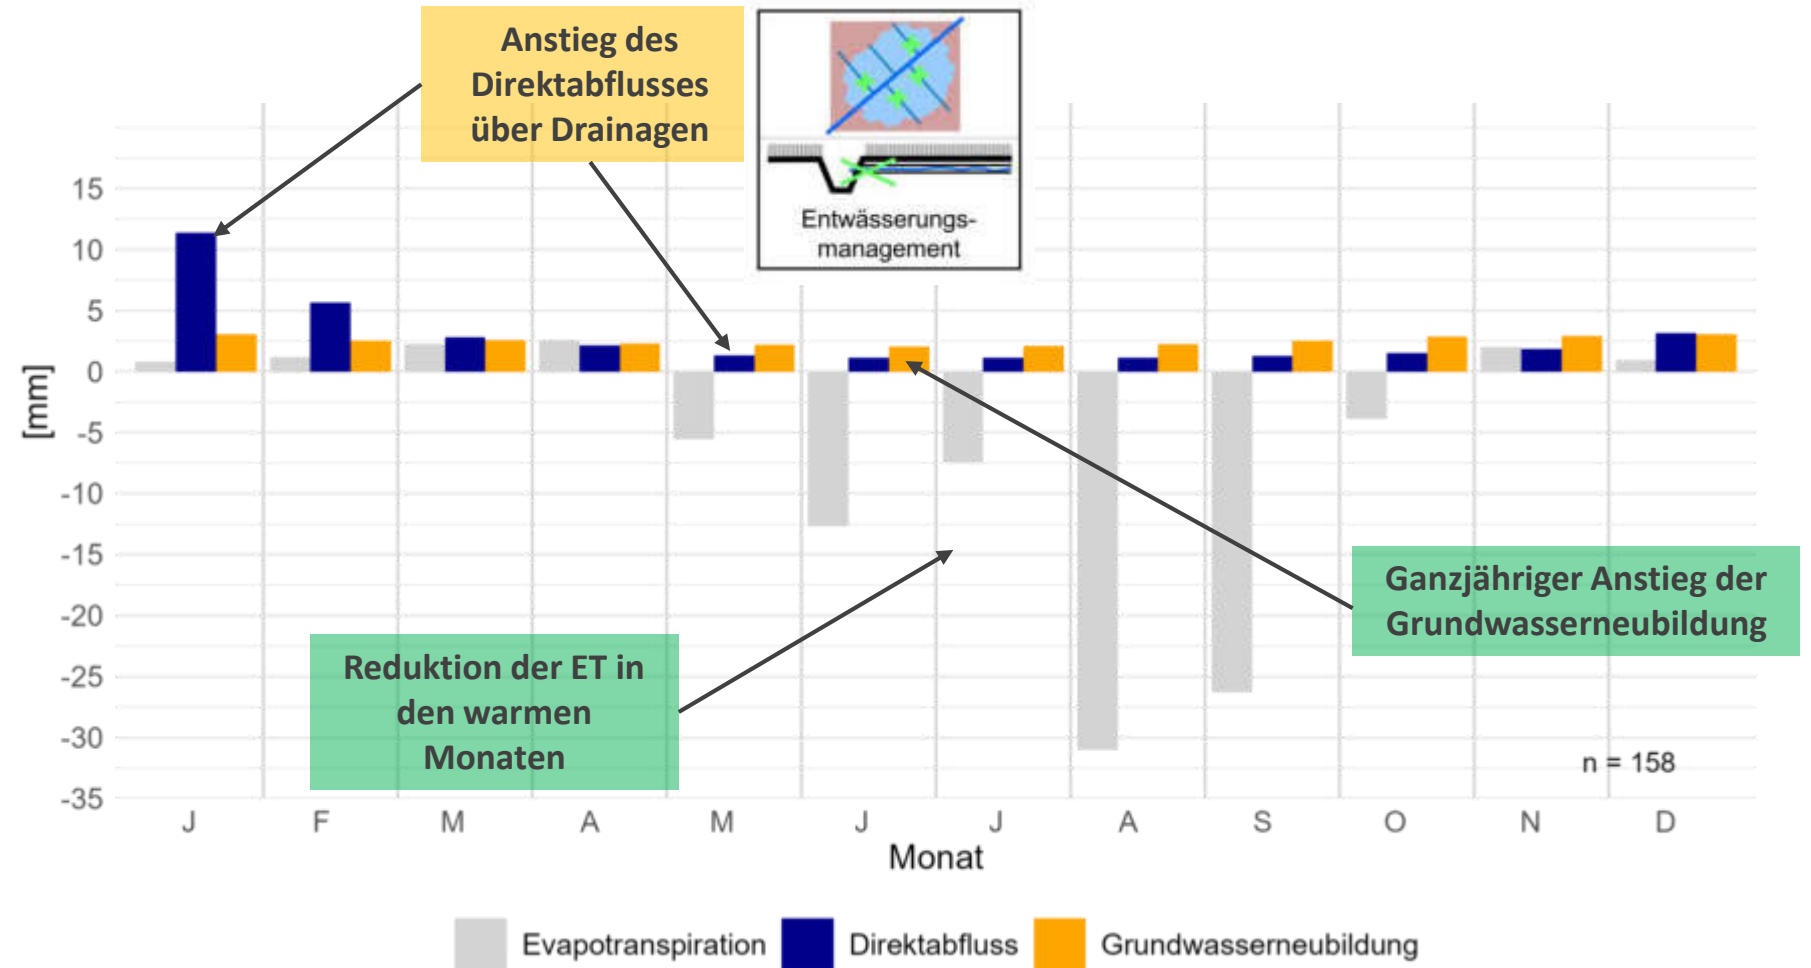 Anstieg des
Direktabflusses
über Drainagen
Entwässerungs-
management
15
10
5
0
-5
-10
-15
-20
-25
-30
-35
[mm]
Ganzjähriger Anstieg der
Grundwasserneubildung
Reduktion der ET in
den warmen
Monaten
n = 158
J F M A M J J A S O N D
Monat
Evapotranspiration Direktabfluss Grundwasserneubildung